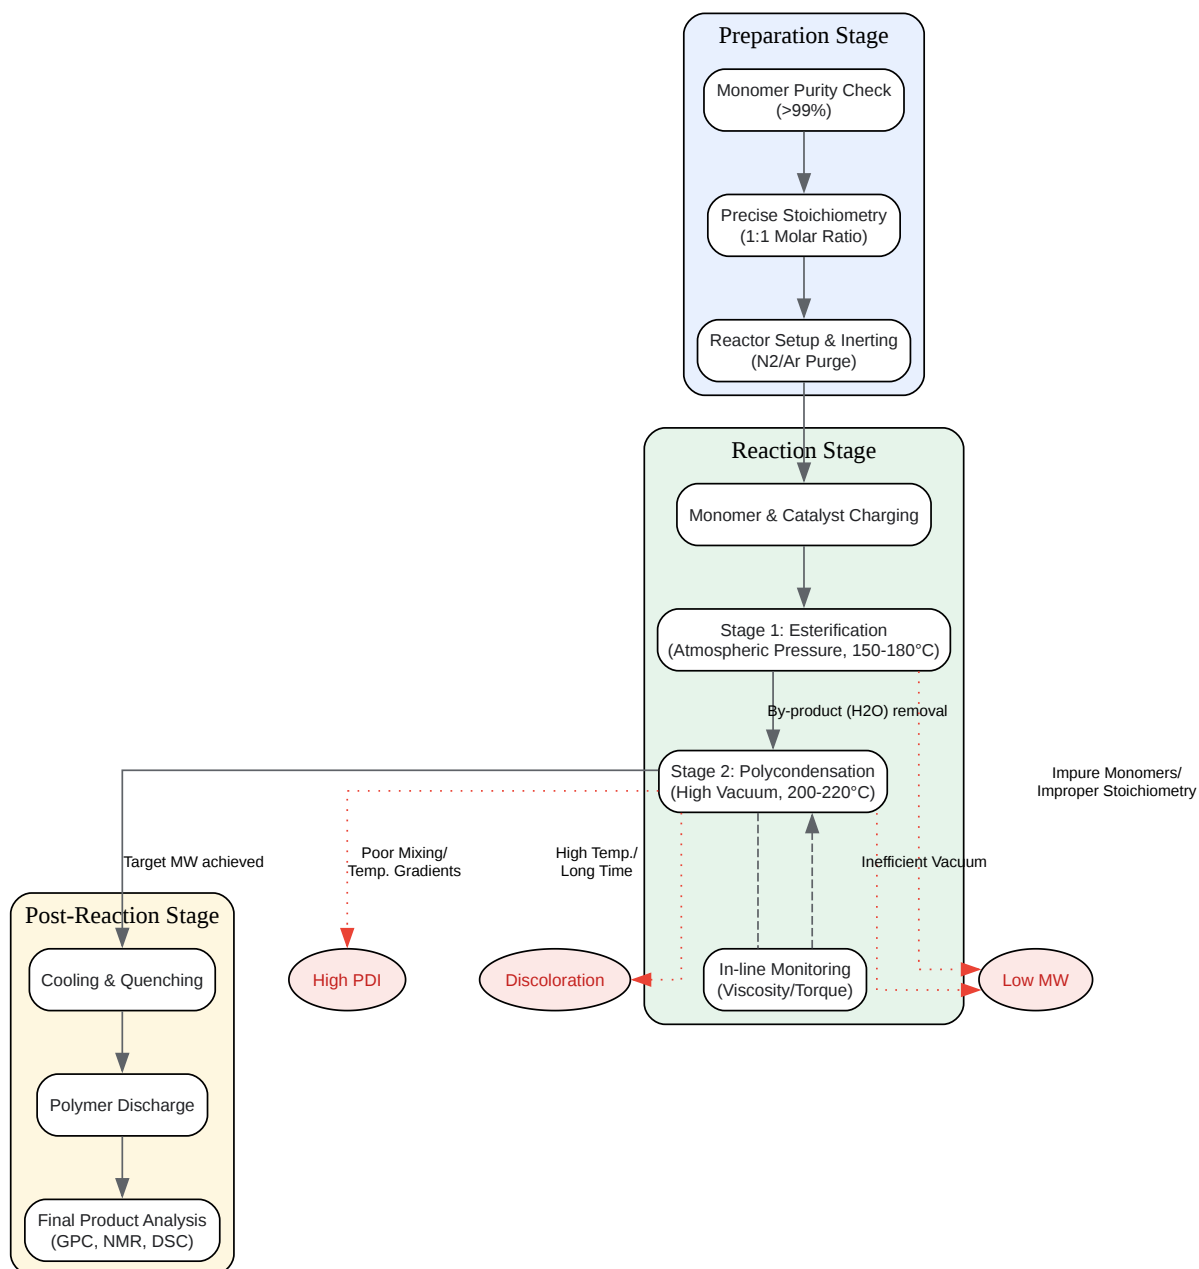 Preparation Stage
Monomer Purity Check
(>99%)
Precise Stoichiometry
(1:1 Molar Ratio)
Reactor Setup & Inerting
(N2/Ar Purge)
Reaction Stage
Monomer & Catalyst Charging
Stage 1: Esterification
(Atmospheric Pressure, 150-180°C)
By-product (H2O) removal
Stage 2: Polycondensation
(High Vacuum, 200-220°C)
Impure Monomers/
Improper Stoichiometry
Target MW achieved
Poor Mixing/
Temp. Gradients
High Temp./
Long Time
Inefficient Vacuum
Post-Reaction Stage
Cooling & Quenching
High PDI
Discoloration
In-line Monitoring
(Viscosity/Torque)
Low MW
Polymer Discharge
Final Product Analysis
(GPC, NMR, DSC)